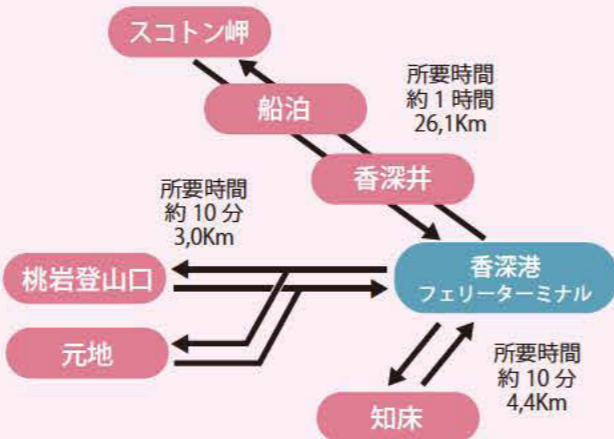 スコトン岬
船泊
所要時間
約1時間
26,1Km
香深井
所要時間
約10分
3,0Km
桃岩登山口
香深港
フェリーターミナル
元地
所要時間
約10分
4,4Km
知床